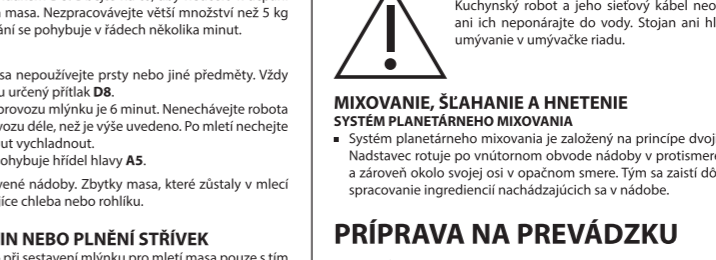 masa. Nezpracovávejte větší množství než 5 kg
ání se pohybuje v řádech několika minut.
sa nepoužívejte prsty nebo jiné předměty. Vždy
u určený přítlak D8.
provozu mlýnku je 6 minut. Nenechávejte robota
vozu déle, než je výše uvedeno. Po mletí nechejte
ut vychladnout.
ohybuje hřídel hlavy A5.
vené nádoby. Zbytky masa, které zůstaly v mlecí
jíce chleba nebo rohlíku.
IN NEBO PLNĚNÍ STŘÍVEK
při sestavení mlýnku pro mletí masa pouze s tím
Kuchynský robot a jeho sieťový kábel neo
ani ich neponárajte do vody. Stojan ani hl
umývanie v umývačke riadu.
MIXOVANIE, ŠĽAHANIE A HNETENIE
SYSTÉM PLANETÁRNEHO MIXOVANIA
▪ Systém planetárneho mixovania je založený na princípe dvoj
Nadstavec rotuje po vnútornom obvode nádoby v protismere
a zároveň okolo svojej osi v opačnom smere. Tým sa zaistí dô
spracovanie ingrediencií nachádzajúcich sa v nádobe.
PRÍPRAVA NA PREVÁDZKU